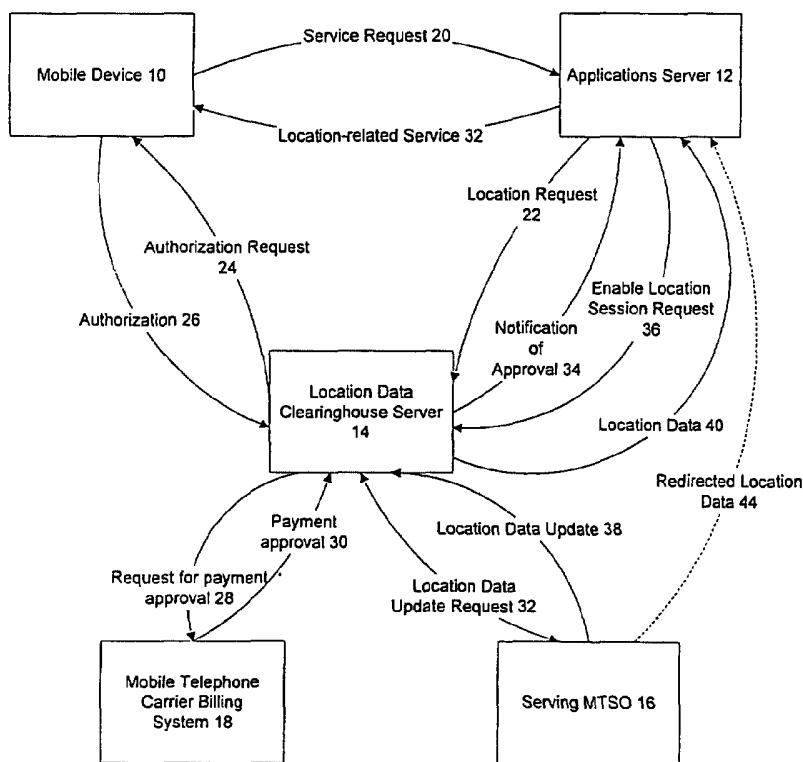 Service Request 20
Mobile Device 10
Applications Server 12
Location-related Service 32
Location Request
22
Authorization Request
24
Enable Location
Session Request
36
Authorization 26
Notification
of
Approval 34
Location Data
Clearinghouse Server
14
Location Data 40
Redirected Location
Data 44
Payment
approval 30
Location Data Update 38
Request for payment
approval 28
Location Data
Update Request 32
Mobile Telephone
Carrier Billing
System 18
Serving MTSO 16